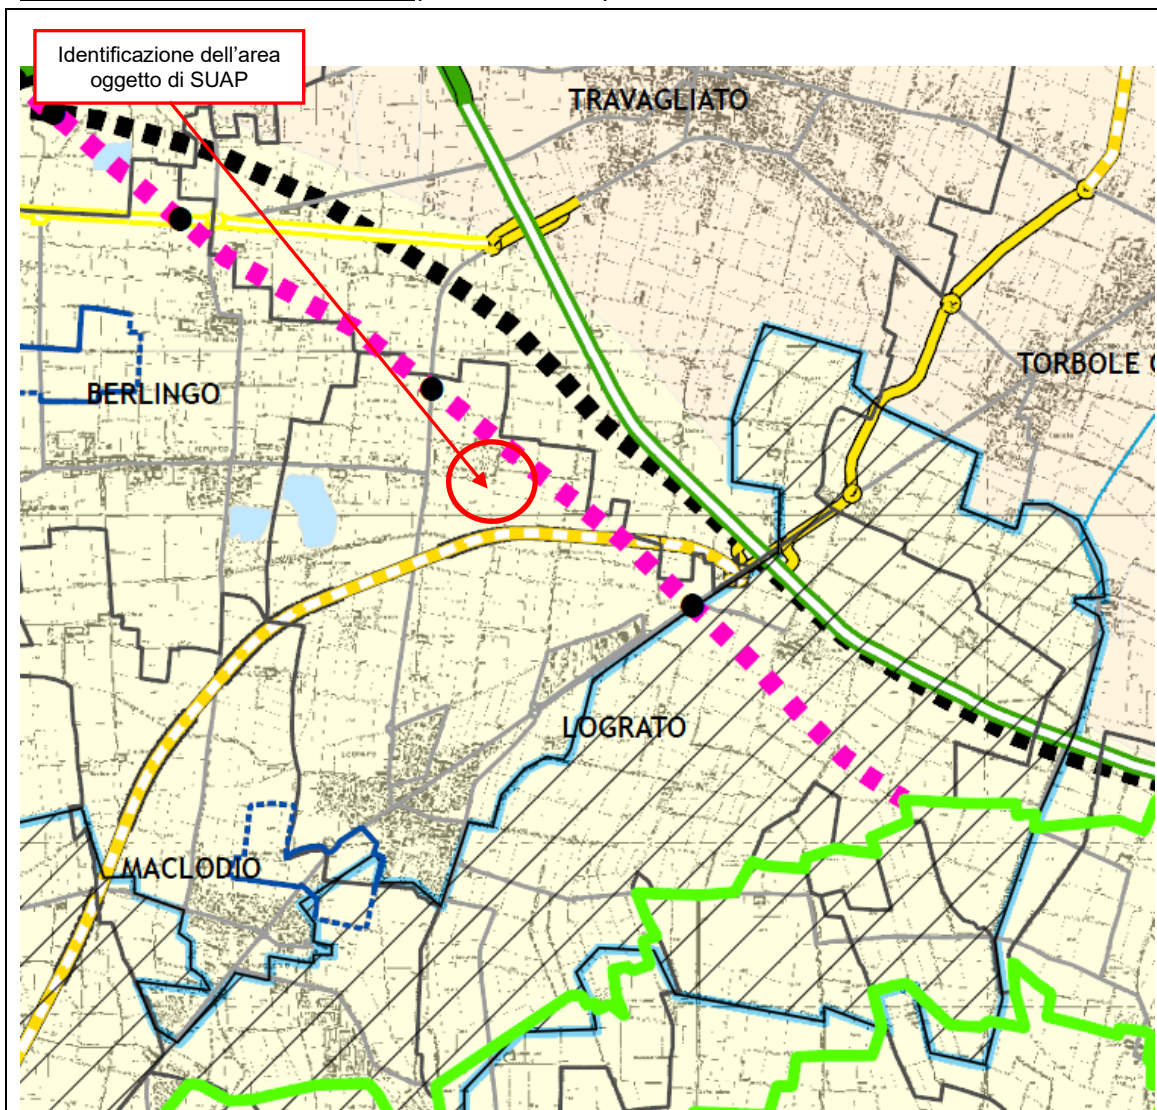 Identificazione dell'area
oggetto di SUAP
TRAVAGLIATO
TORBOLE C
BERLINGO
LOGRATO
MACLODIO